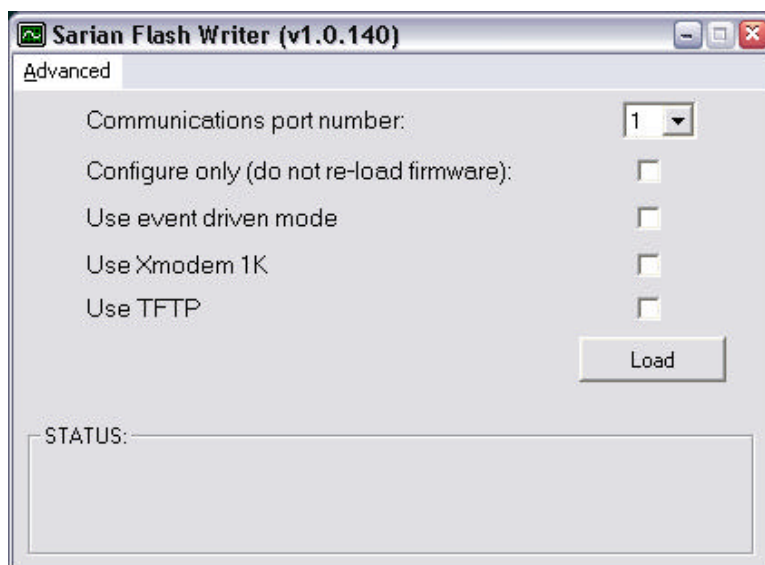 Sarian Flash Writer (v1.0.140)
Advanced
Communications port number: 1
Configure only (do not re-load firmware):
Use event driven mode
Use Xmodem 1K
Use TFTP
Load
STATUS: